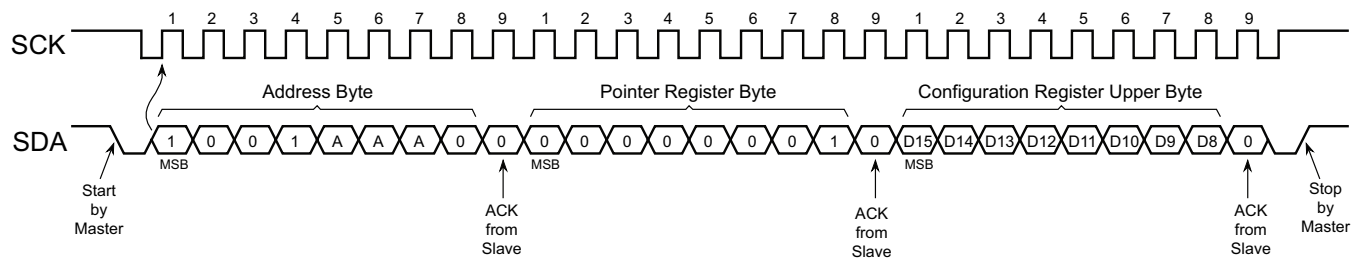 1 2 3 4 5 6 7 8 9 1 2 3 4 5 6 7 8 9 1 2 3 4 5 6 7 8 9
SCK
Address Byte Pointer Register Byte Configuration Register Upper Byte
SDA 1 0 0 1 A A A 0 0 0 0 0 0 0 0 0 1 0 D15 D14 D13 D12 D11 D10 D9 D8 0
MSB MSB MSB
Start
by
Master
ACK
from
Slave
ACK
from
Slave
ACK
from
Slave
Stop
by
Master